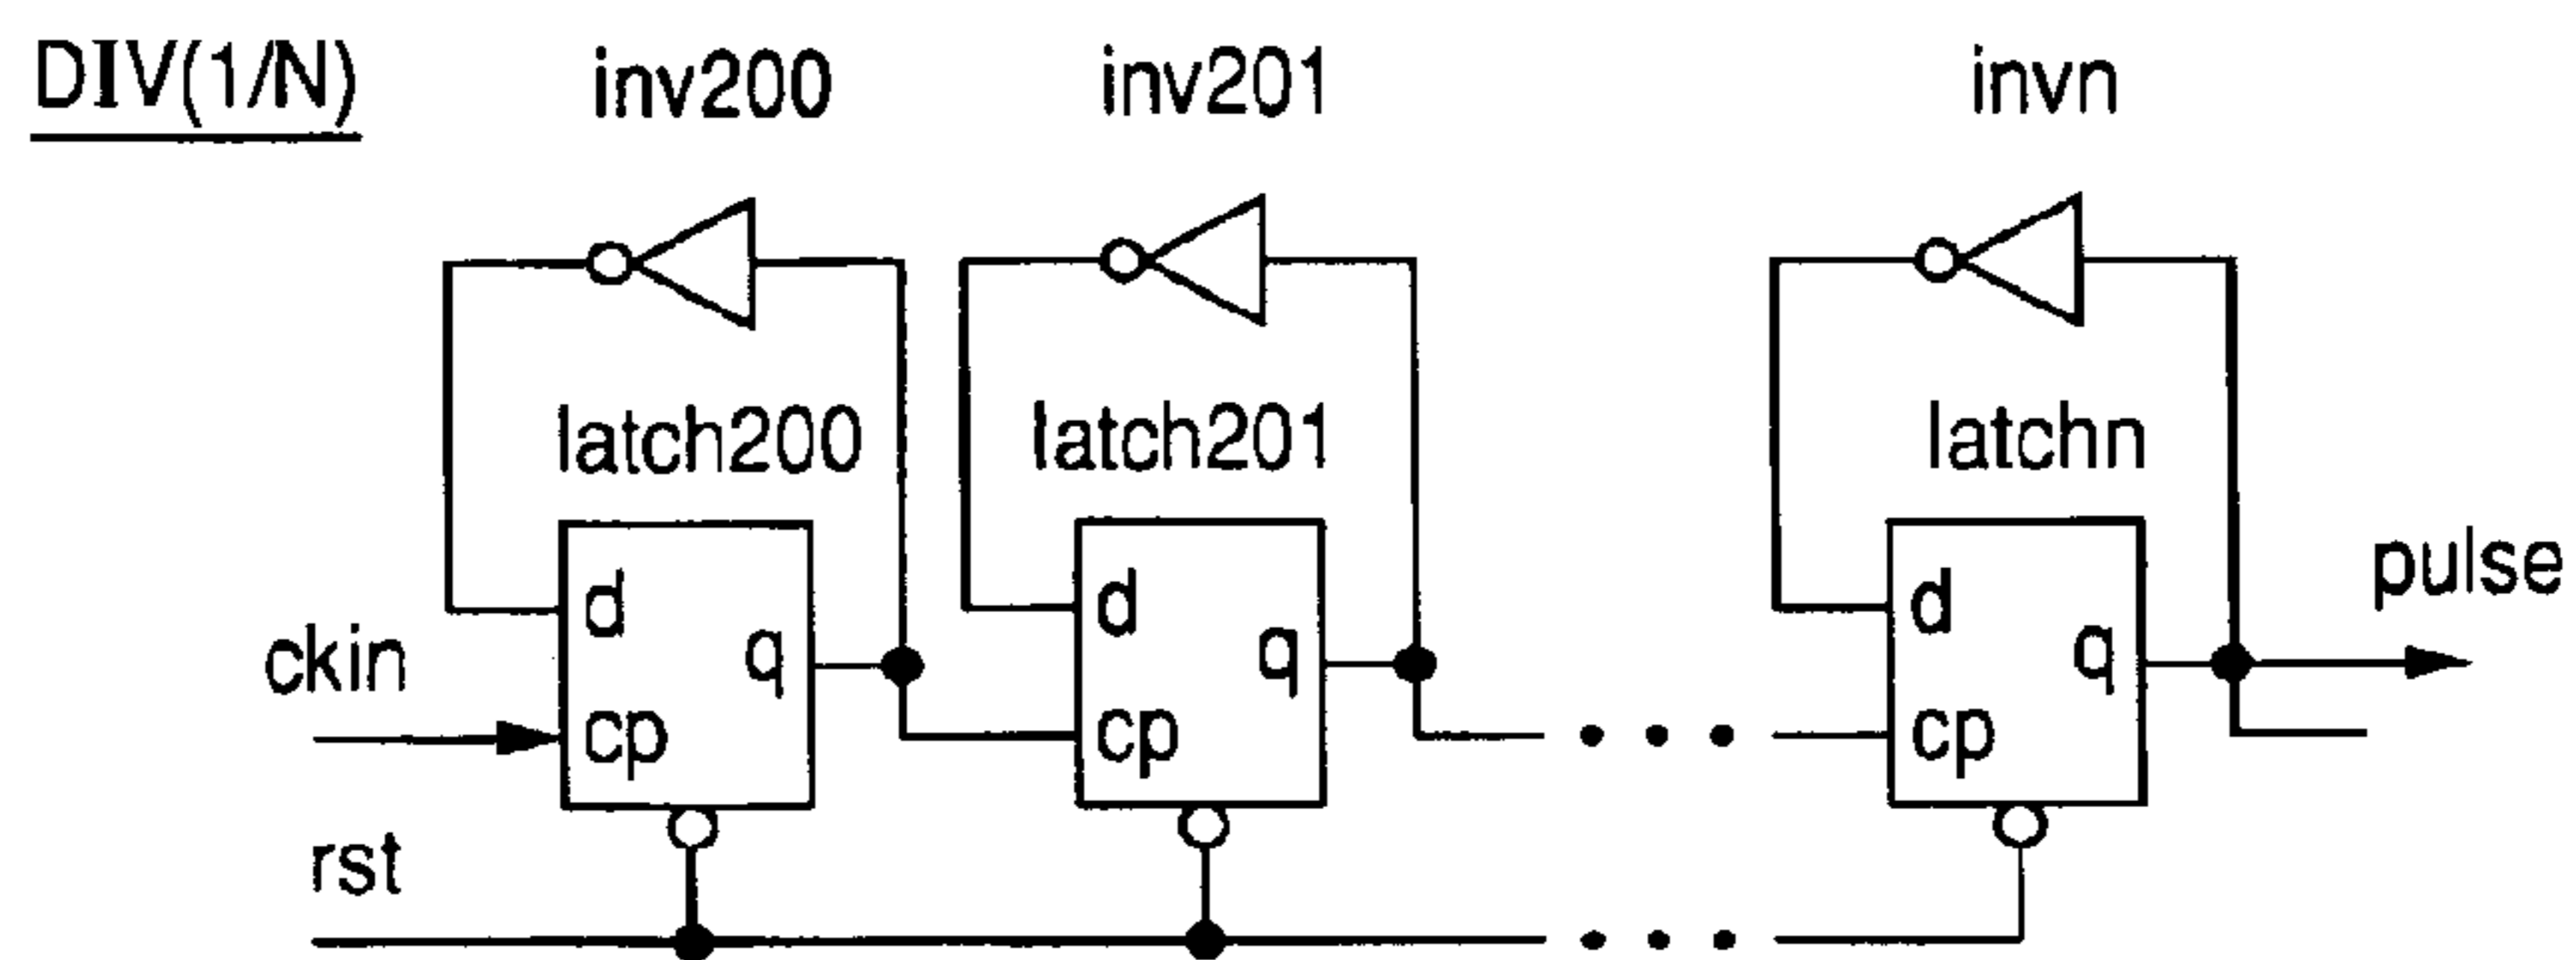 DIV(1/N) inv200 inv201 invn
latch200 latch201 latchn
d d d pulse
ckin q q q
cp cp cp
rst